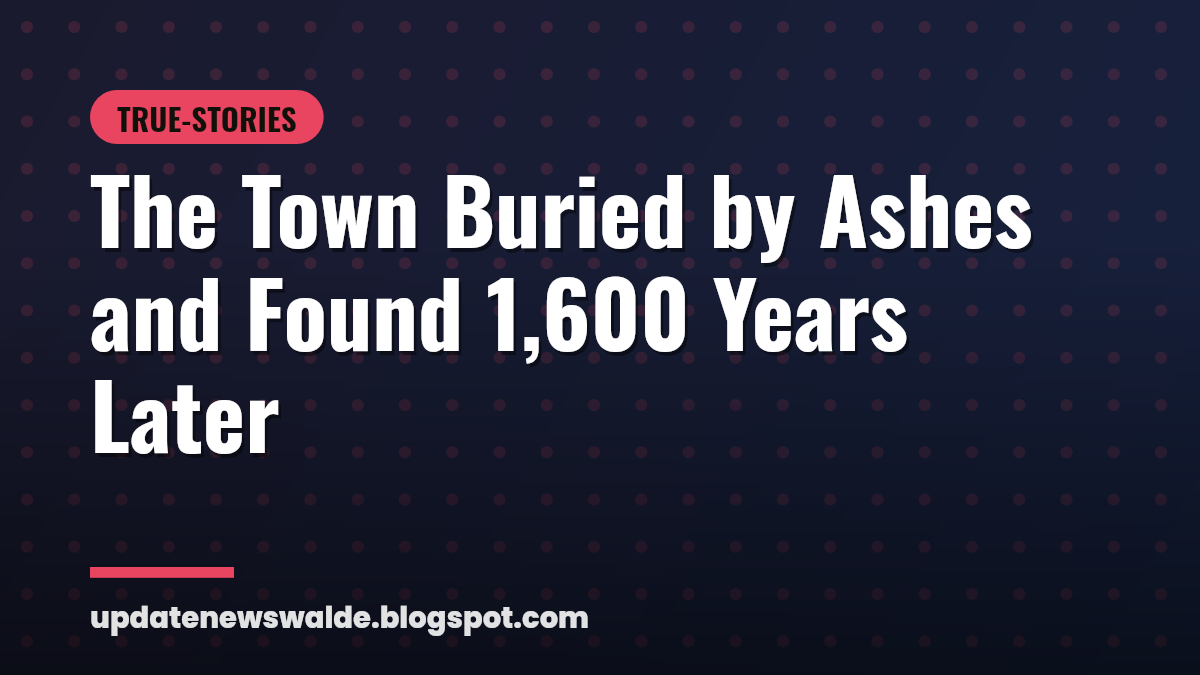 TRUE-STORIES
The Town Buried by Ashes
and Found 1,600 Years
Later
updatenewswalde.blogspot.com